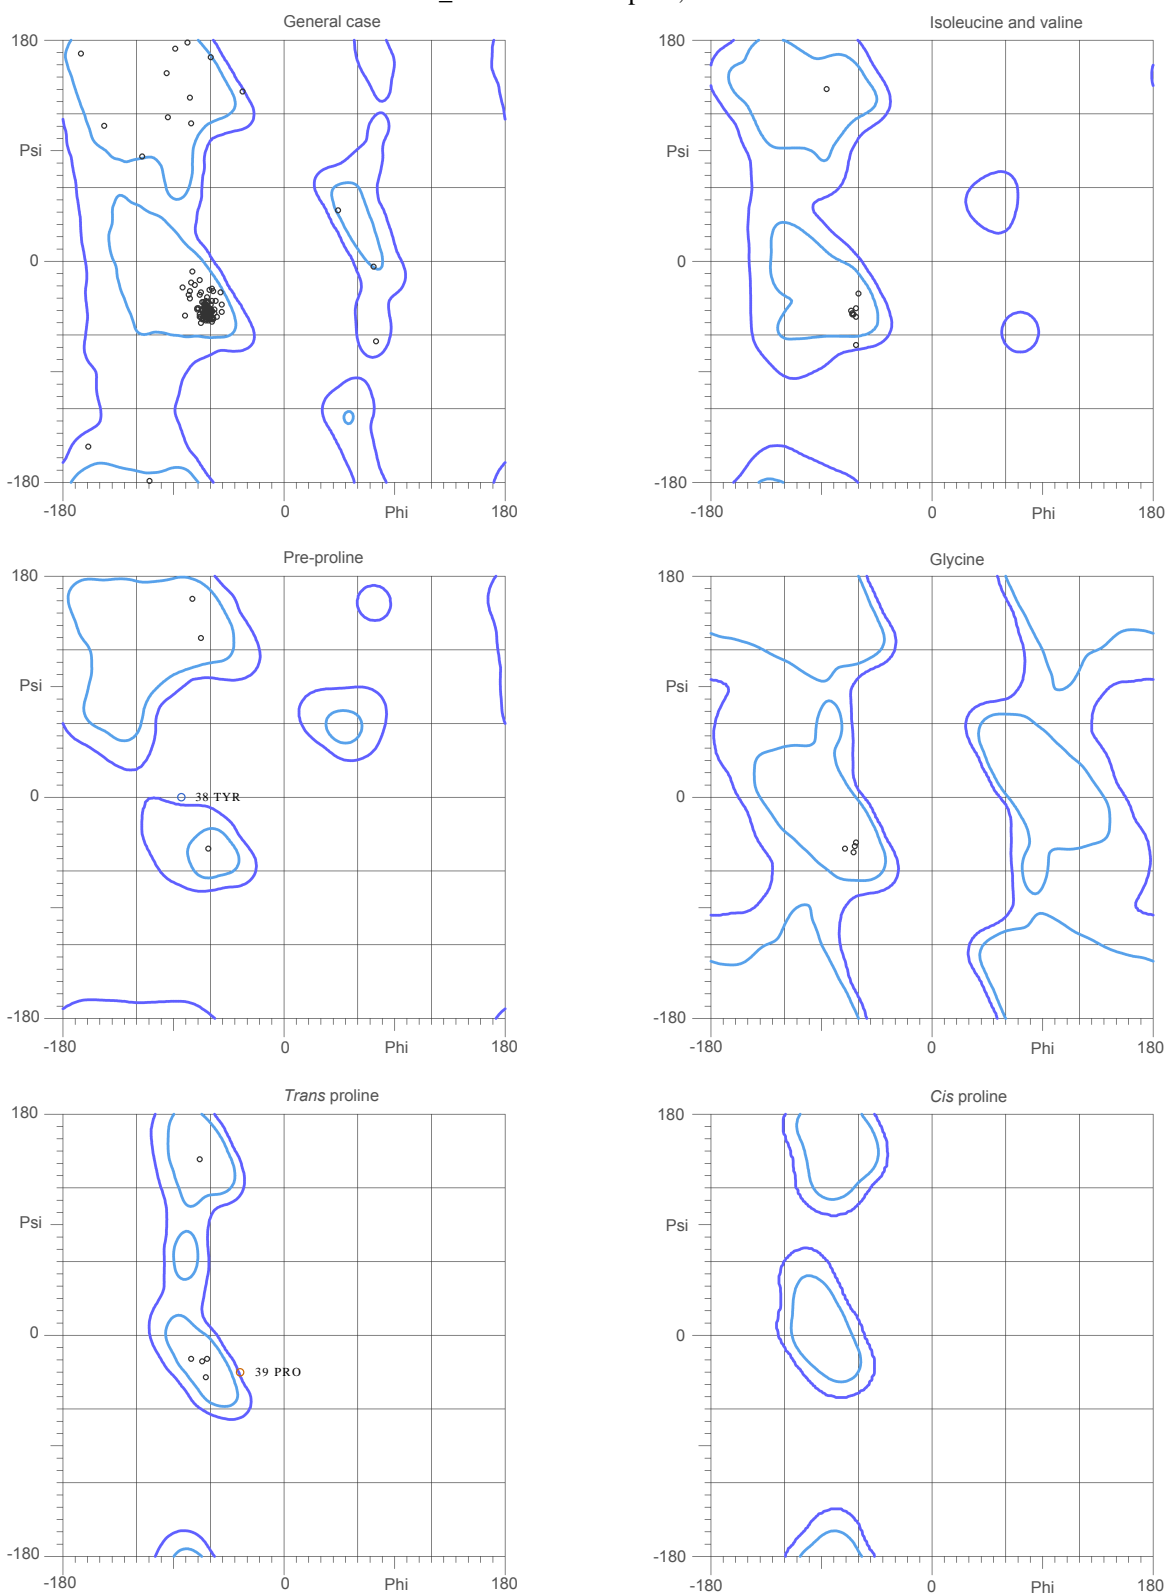 General case
Isoleucine and valine
180
180
Psi
Psi
0
0
-180
-180
-180
0
Phi
180
-180
0
Phi
180
Pre-proline
Glycine
180
180
Psi
Psi
38 TYR
0
0
-180
-180
-180
0
Phi
180
-180
0
Phi
180
Trans proline
Cis proline
180
180
Psi
Psi
0
0
39 PRO
-180
-180
-180
0
Phi
180
-180
0
Phi
180